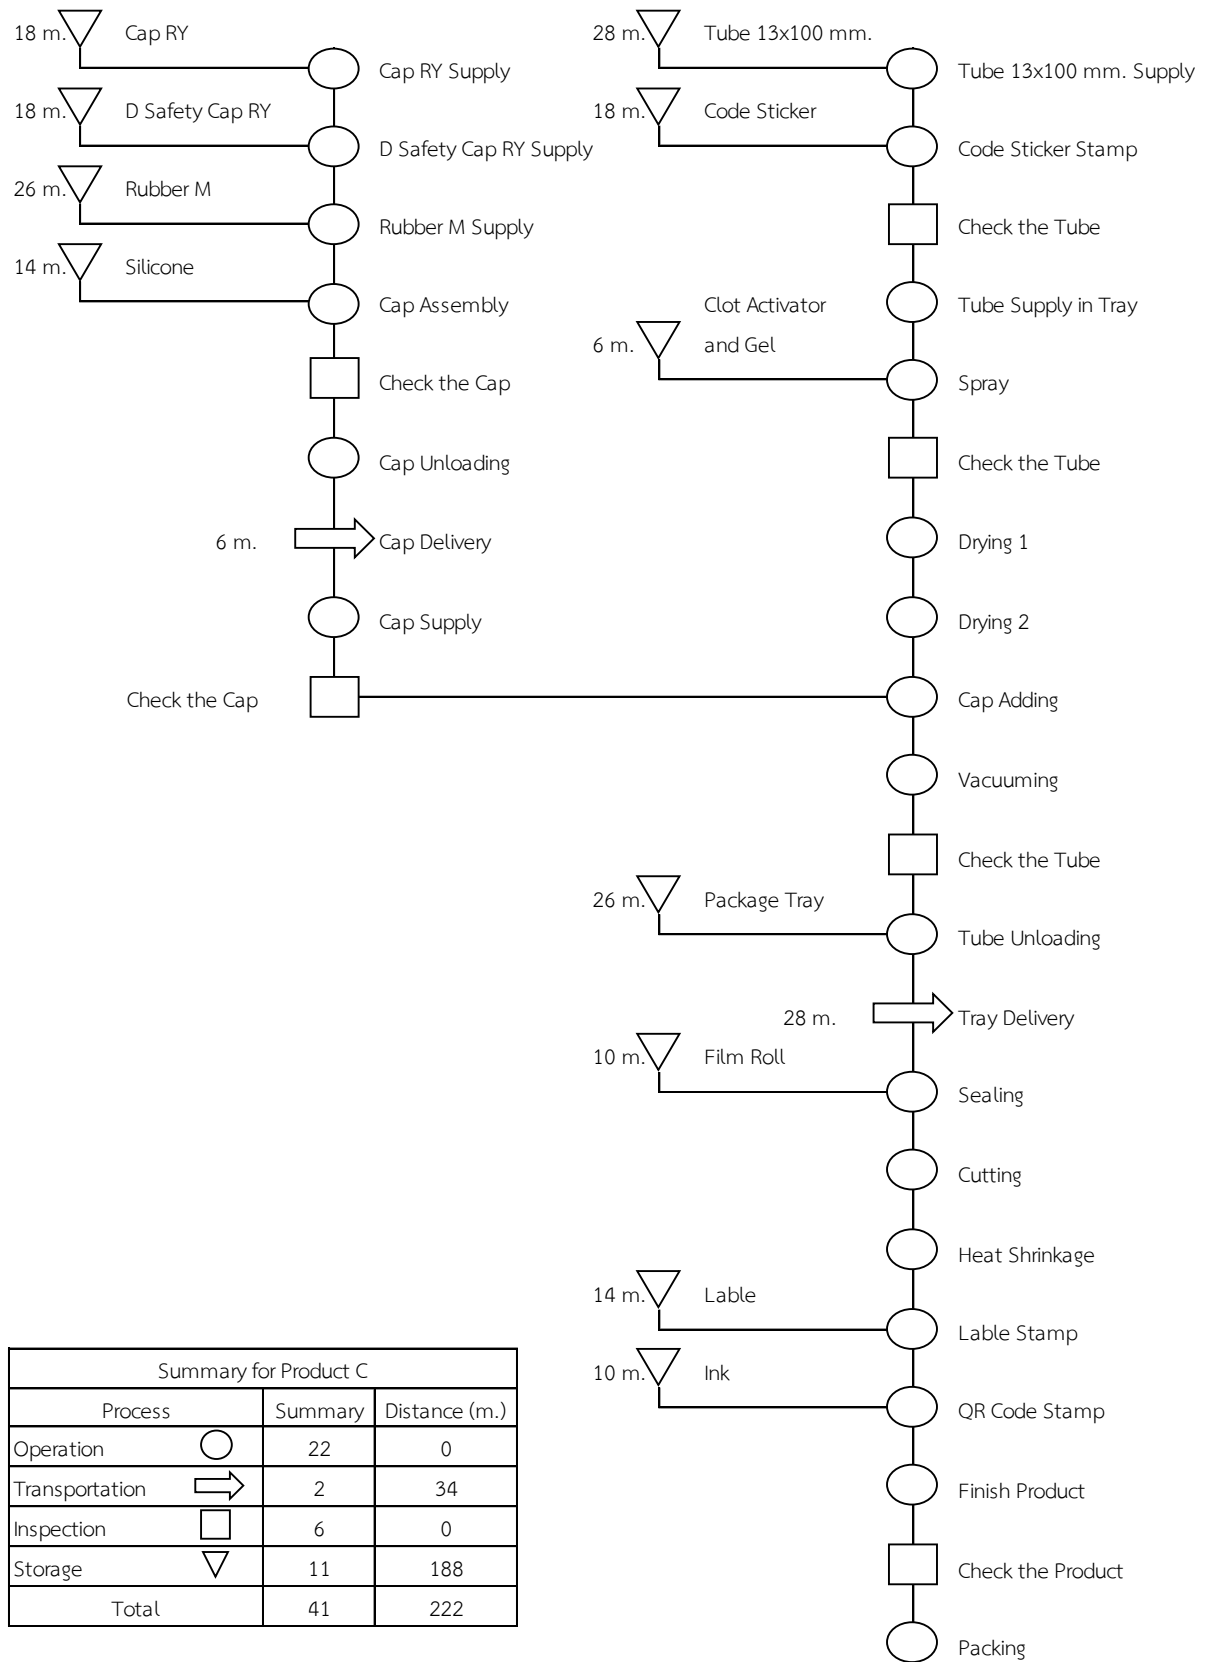 18 m. Cap RY
Cap RY Supply
18 m. D Safety Cap RY
D Safety Cap RY Supply
26 m. Rubber M
Rubber M Supply
14 m. Silicone
Cap Assembly
Check the Cap
Cap Unloading
6 m. Cap Delivery
Cap Supply
Check the Cap
28 m. Tube 13x100 mm.
Tube 13x100 mm. Supply
18 m. Code Sticker
Code Sticker Stamp
Check the Tube
Tube Supply in Tray
Clot Activator
6 m. and Gel
Spray
Check the Tube
Drying 1
Drying 2
Cap Adding
Vacuuming
Check the Tube
26 m. Package Tray
Tube Unloading
28 m. Tray Delivery
10 m. Film Roll
Sealing
Cutting
Heat Shrinkage
14 m. Lable
Lable Stamp
10 m. Ink
QR Code Stamp
Finish Product
Check the Product
Packing
Summary for Product C
Process Summary Distance (m.)
Operation 22 0
Transportation 2 34
Inspection 6 0
Storage 11 188
Total 41 222